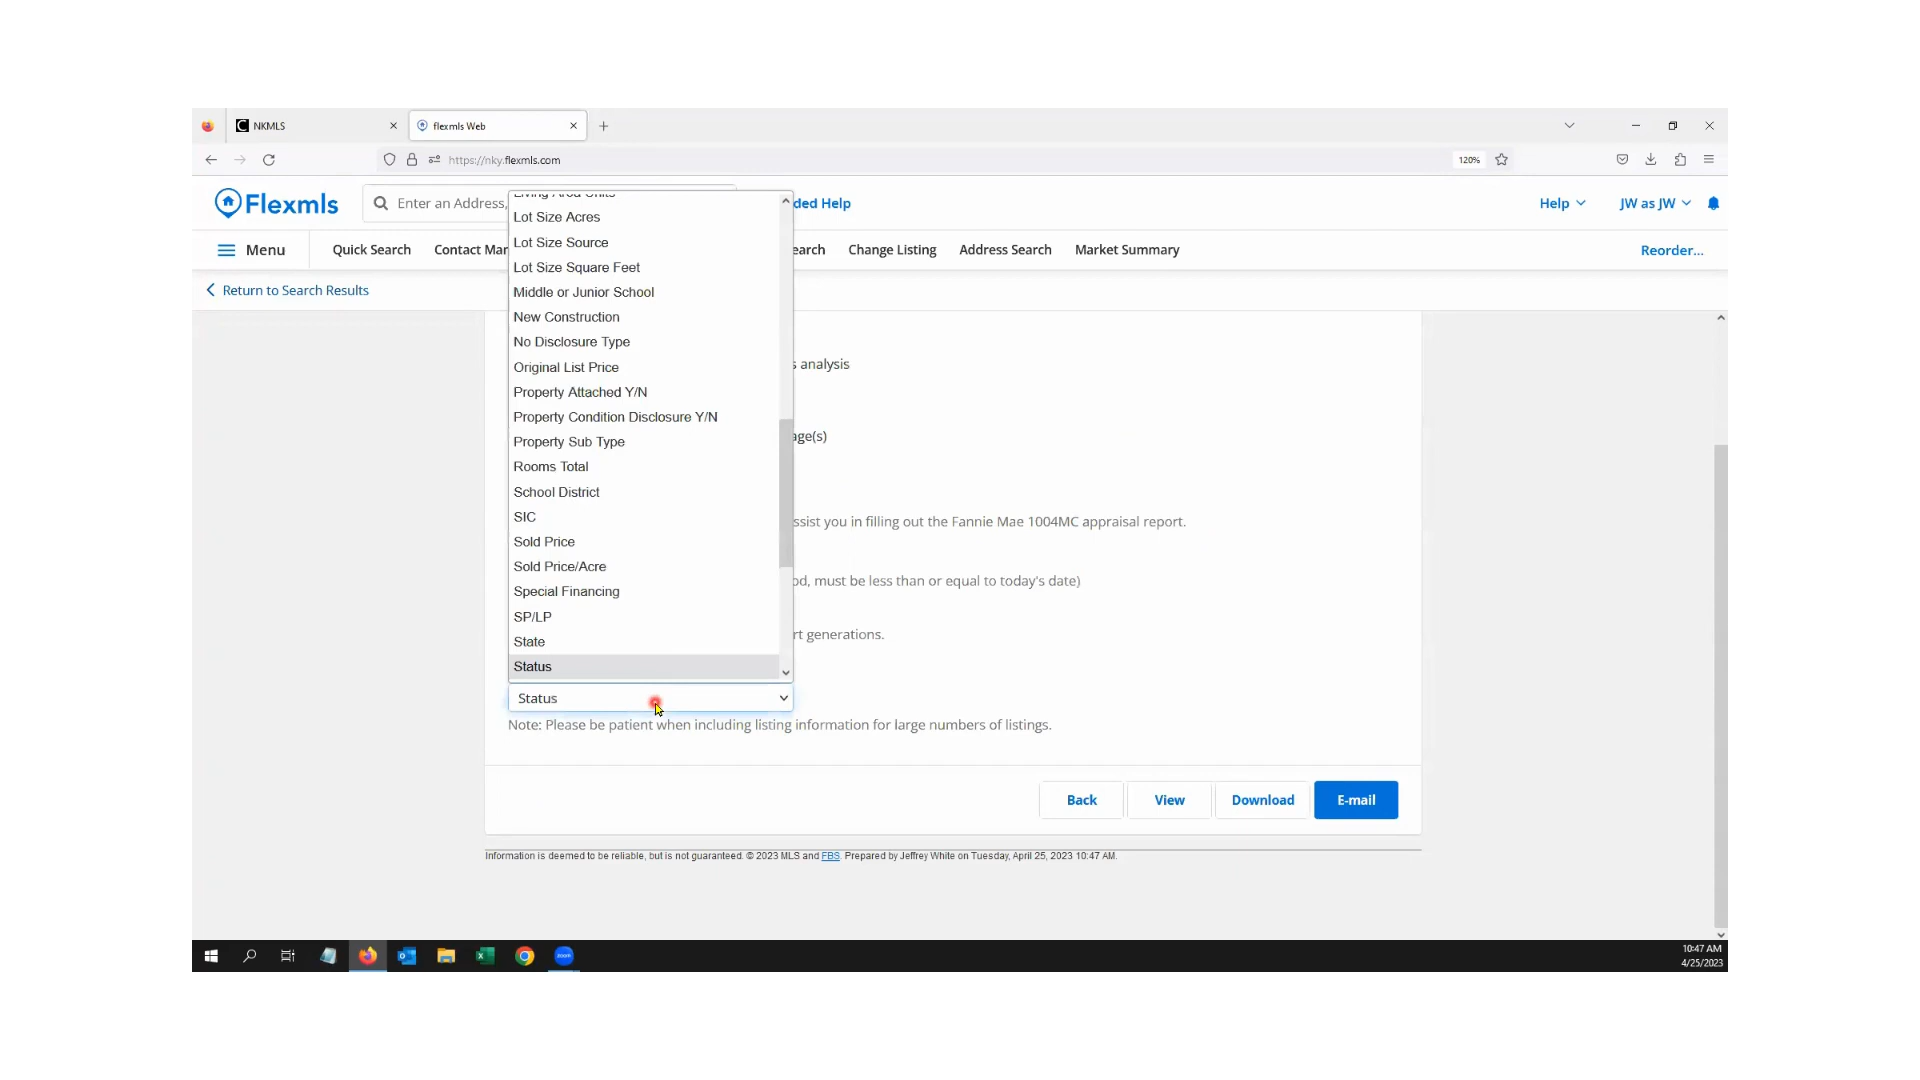 NKMLS
flexmls Web
https://nky.flexmls.com
120%
Flexmls
Enter an Address,
ded Help
Help
JW as JW
Menu
Quick Search
Contact Mar
earch
Change Listing
Address Search
Market Summary
Reorder...
Return to Search Results
Living Area Units
Lot Size Acres
Lot Size Source
Lot Size Square Feet
Middle or Junior School
New Construction
No Disclosure Type
s analysis
Original List Price
Property Attached Y/N
Property Condition Disclosure Y/N
age(s)
Property Sub Type
Rooms Total
School District
SIC
ssist you in filling out the Fannie Mae 1004MC appraisal report.
Sold Price
Sold Price/Acre
od, must be less than or equal to today's date)
Special Financing
SP/LP
rt generations.
State
Status
Status
Note: Please be patient when including listing information for large numbers of listings.
Back
View
Download
E-mail
Information is deemed to be reliable, but is not guaranteed. © 2023 MLS and FBS. Prepared by Jeffrey White on Tuesday, April 25, 2023 10:47 AM.
zoom
10:47 AM
4/25/2023